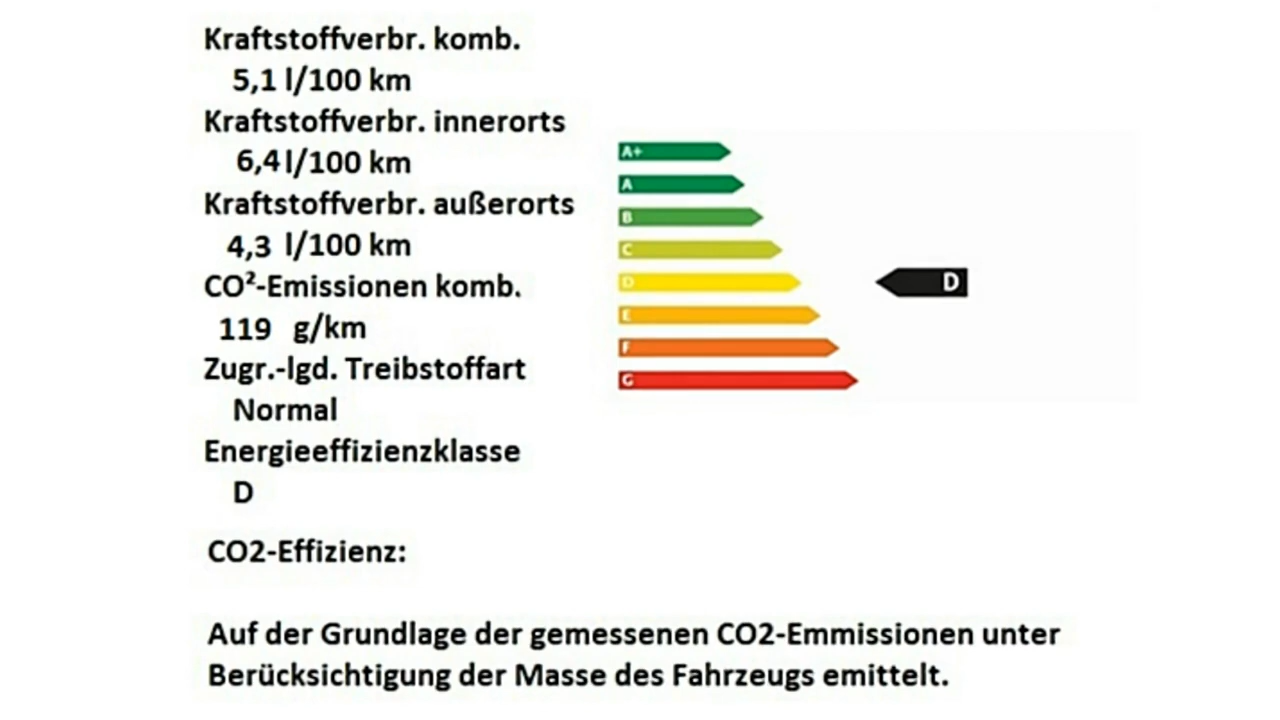 Kraftstoffverbr. komb.
5,1 l/100 km
Kraftstoffverbr. innerorts
6,4 l/100 km
Kraftstoffverbr. außerorts
4,3 l/100 km
CO²-Emissionen komb.
119 g/km
Zugr.-lgd. Treibstoffart
Normal
Energieeffizienzklasse
D
A+
A
B
C
D
D
E
F
G
CO2-Effizienz:
Auf der Grundlage der gemessenen CO2-Emmissionen unter
Berücksichtigung der Masse des Fahrzeugs emittelt.